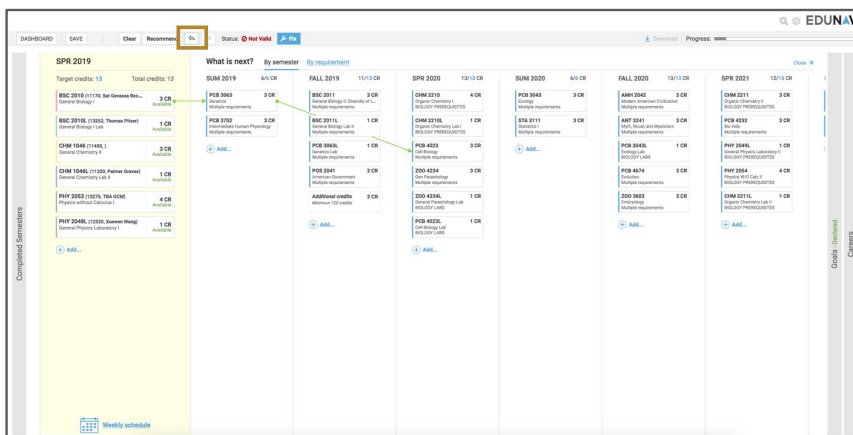 EDUNAV
DASHBOARD SAVE Clear Recommend Status: Not Valid Fix Download Progress:
SPR 2019
Target credits: 13 Total credits: 13
BSC 2010 (11170, Sat Gavassa Bec... 3 CR
General Biology I Available
BSC 2010L (13252, Thomas Pitzer) 1 CR
General Biology I Lab Available
CHM 1046 (11450, ) 3 CR
General Chemistry II Available
CHM 1046L (11320, Palmer Graves) 1 CR
General Chemistry Lab II Available
PHY 2053 (12275, TBA OCM) 4 CR
Physics without Calculus I Available
PHY 2048L (12320, Xuewen Wang) 1 CR
General Physics Laboratory I Available
Add...
Weekly schedule
Completed Semesters
What is next? By semester By requirement Close X
SUM 2019 6/6 CR
PCB 3063 3 CR
Genetics
Multiple requirements
PCB 3702 3 CR
Intermediate Human Physiology
Multiple requirements
Add...
FALL 2019 11/13 CR
BSC 2011 3 CR
General Biology II: Diversity of L...
Multiple requirements
BSC 2011L 1 CR
General Biology Lab II
Multiple requirements
PCB 3063L 1 CR
Genetics Lab
Multiple requirements
POS 2041 3 CR
American Government
Multiple requirements
Additional credits 3 CR
Minimum 120 credits
Add...
SPR 2020 13/13 CR
CHM 2210 4 CR
Organic Chemistry I
BIOLOGY PREREQUISITES
CHM 2210L 1 CR
Organic Chemistry Lab I
BIOLOGY PREREQUISITES
PCB 4023 3 CR
Cell Biology
Multiple requirements
ZOO 4234 3 CR
Gen Parasitology
Multiple requirements
ZOO 4234L 1 CR
General Parasitology Lab
BIOLOGY LABS
PCB 4023L 1 CR
Cell Biology Lab
BIOLOGY LABS
Add...
SUM 2020 6/6 CR
PCB 3043 3 CR
Ecology
Multiple requirements
STA 3111 3 CR
Statistics I
Multiple requirements
Add...
FALL 2020 13/13 CR
AMH 2042 3 CR
Modern American Civilization
Multiple requirements
ANT 3241 3 CR
Myth, Ritual, and Mysticism
Multiple requirements
PCB 3043L 1 CR
Ecology Lab
BIOLOGY LABS
PCB 4674 3 CR
Evolution
Multiple requirements
ZOO 3603 3 CR
Embryology
Multiple requirements
Add...
SPR 2021 12/13 CR
CHM 2211 3 CR
Organic Chemistry II
BIOLOGY PREREQUISITES
PCB 4232 3 CR
Bio Aids
Multiple requirements
PHY 2049L 1 CR
General Physics Laboratory II
BIOLOGY PREREQUISITES
PHY 2054 4 CR
Physics W/O Calc II
BIOLOGY PREREQUISITES
CHM 2211L 1 CR
Organic Chemistry Lab II
BIOLOGY PREREQUISITES
Add...
Goals - Declared
Careers